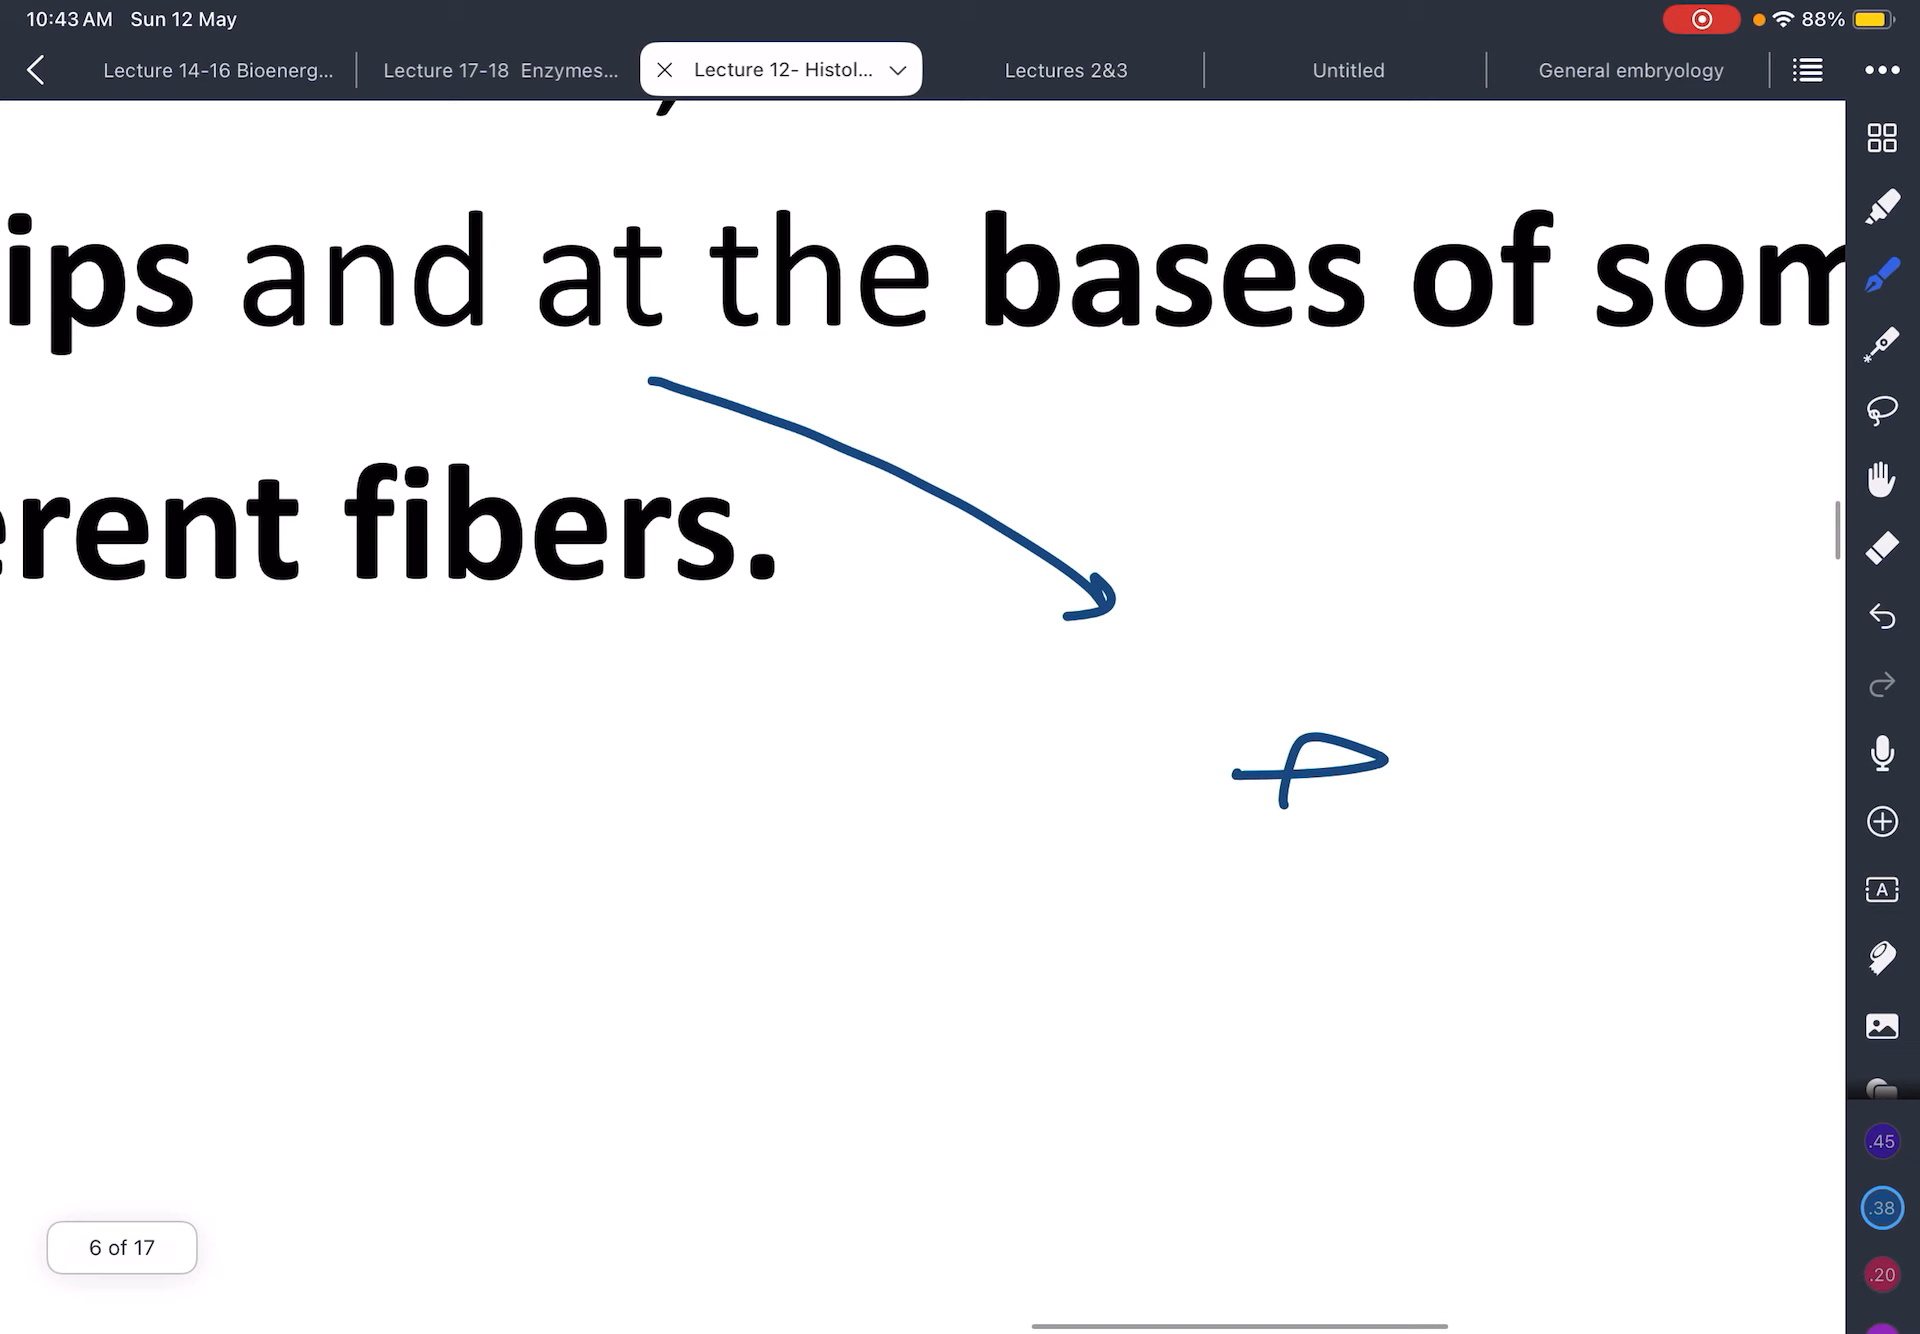 10:43 AM Sun 12 May
88%
Lecture 14-16 Bioenerg...
Lecture 17-18 Enzymes...
Lecture 12- Histol...
Lectures 2&3
Untitled
General embryology
ips and at the bases of som
erent fibers.
A
.45
.38
.20
6 of 17